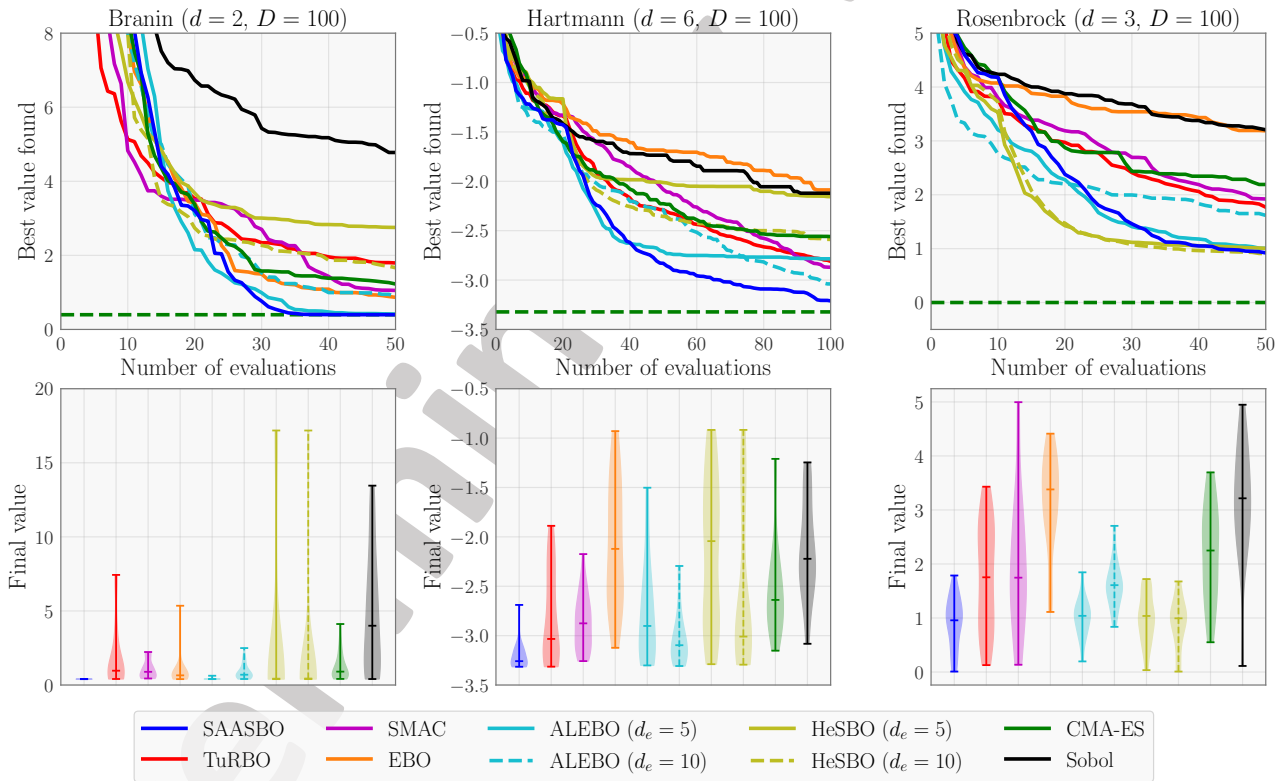 Branin (d = 2, D = 100)
Hartmann (d = 6, D = 100)
Rosenbrock (d = 3, D = 100)
Best value found
8
6
4
2
0
0 10 20 30 40 50
Number of evaluations
Best value found
−0.5
−1.0
−1.5
−2.0
−2.5
−3.0
−3.5
0 20 40 60 80 100
Number of evaluations
Best value found
5
4
3
2
1
0
0 10 20 30 40 50
Number of evaluations
Final value
20
15
10
5
0
Final value
−0.5
−1.0
−1.5
−2.0
−2.5
−3.0
−3.5
Final value
5
4
3
2
1
0
SAASBO SMAC ALEBO (de = 5) HeSBO (de = 5) CMA-ES
TuRBO EBO ALEBO (de = 10) HeSBO (de = 10) Sobol